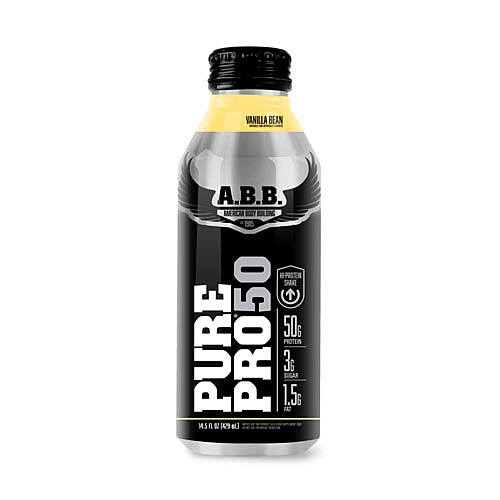 VANILLA BEAN
A.B.B.
AMERICAN BODY BUILDING
EST 1985
PURE
PRO50
HI-PROTEIN
SHAKE
50G
PROTEIN
3G
SUGAR
1.5G
FAT
14.5 FL OZ (429 mL)